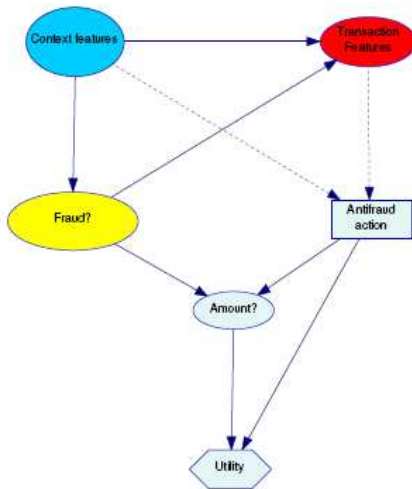 Context features
Transaction
Features
Fraud?
Antifraud
action
Amount?
Utility